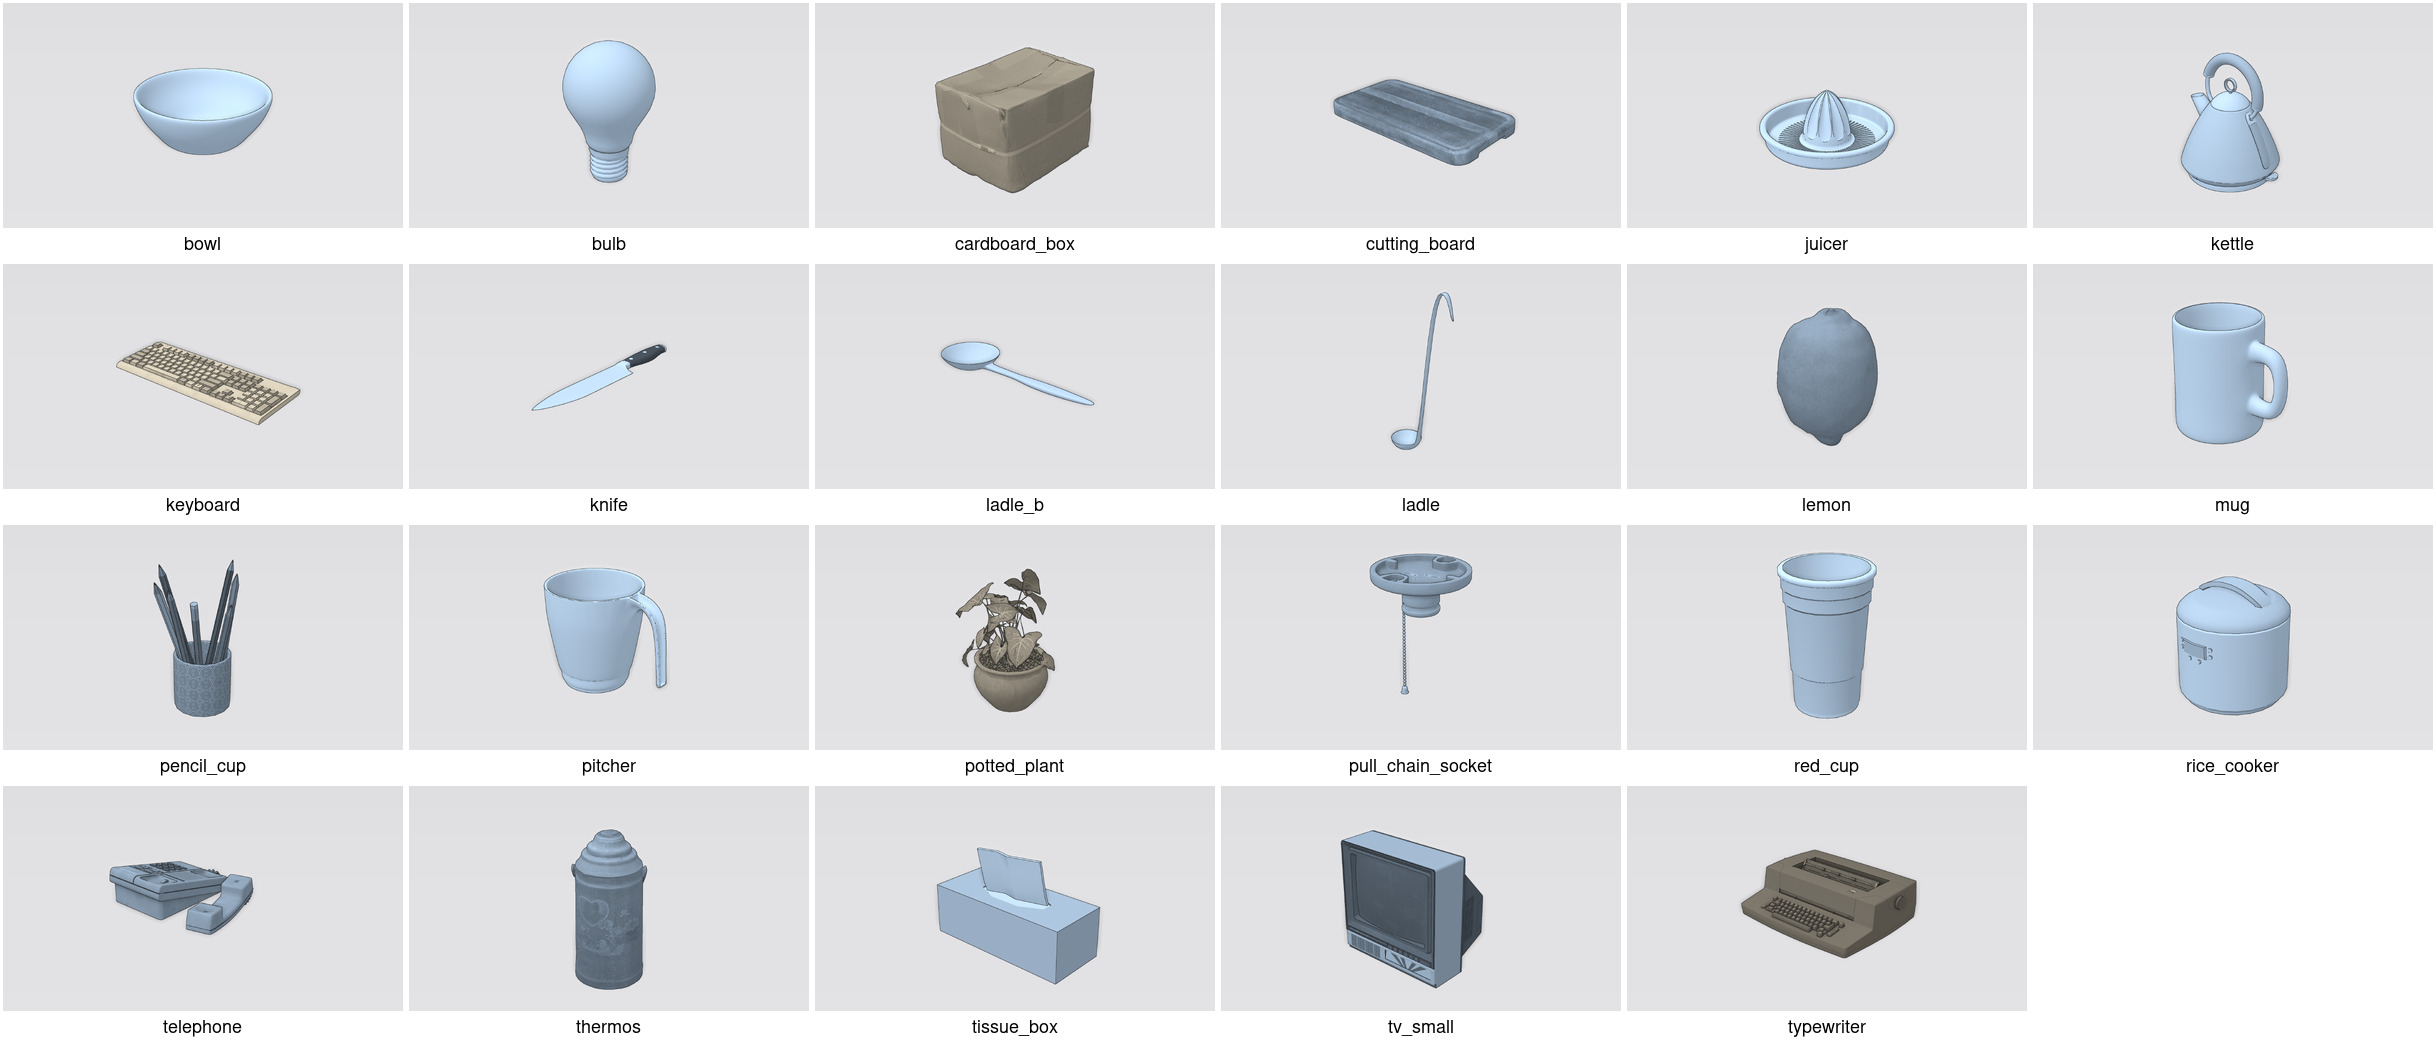 bowl
bulb
cardboard_box
cutting_board
juicer
kettle
keyboard
knife
ladle_b
ladle
lemon
mug
pencil_cup
pitcher
potted_plant
pull_chain_socket
red_cup
rice_cooker
telephone
thermos
tissue_box
tv_small
typewriter